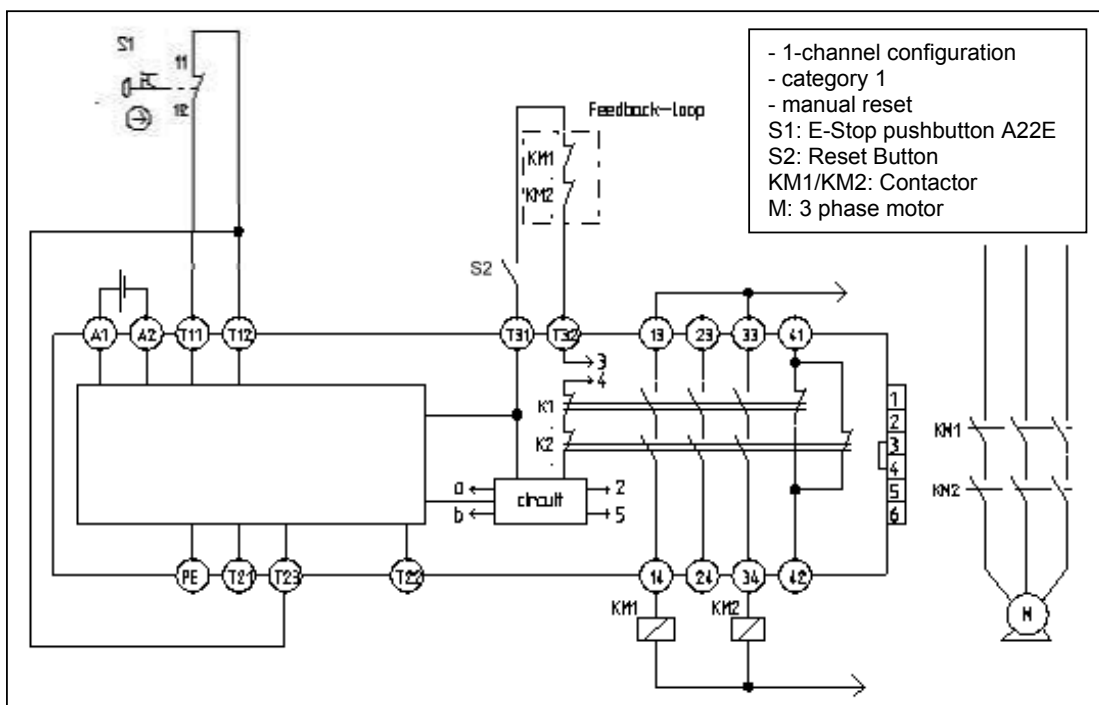 - 1-channel configuration
- category 1
- manual reset
S1: E-Stop pushbutton A22E
S2: Reset Button
KM1/KM2: Contactor
M: 3 phase motor
S1
11
12
Feedback-loop
KM1
KM2
S2
A1 A2 T11 T12 T31 T32 13 23 33 41
3
4
K1
K2
a
b
circuit
2
5
1
2
3
4
5
6
PE T21 T23 T22 14 24 34 42
KM1
KM2
KM1
KM2
M